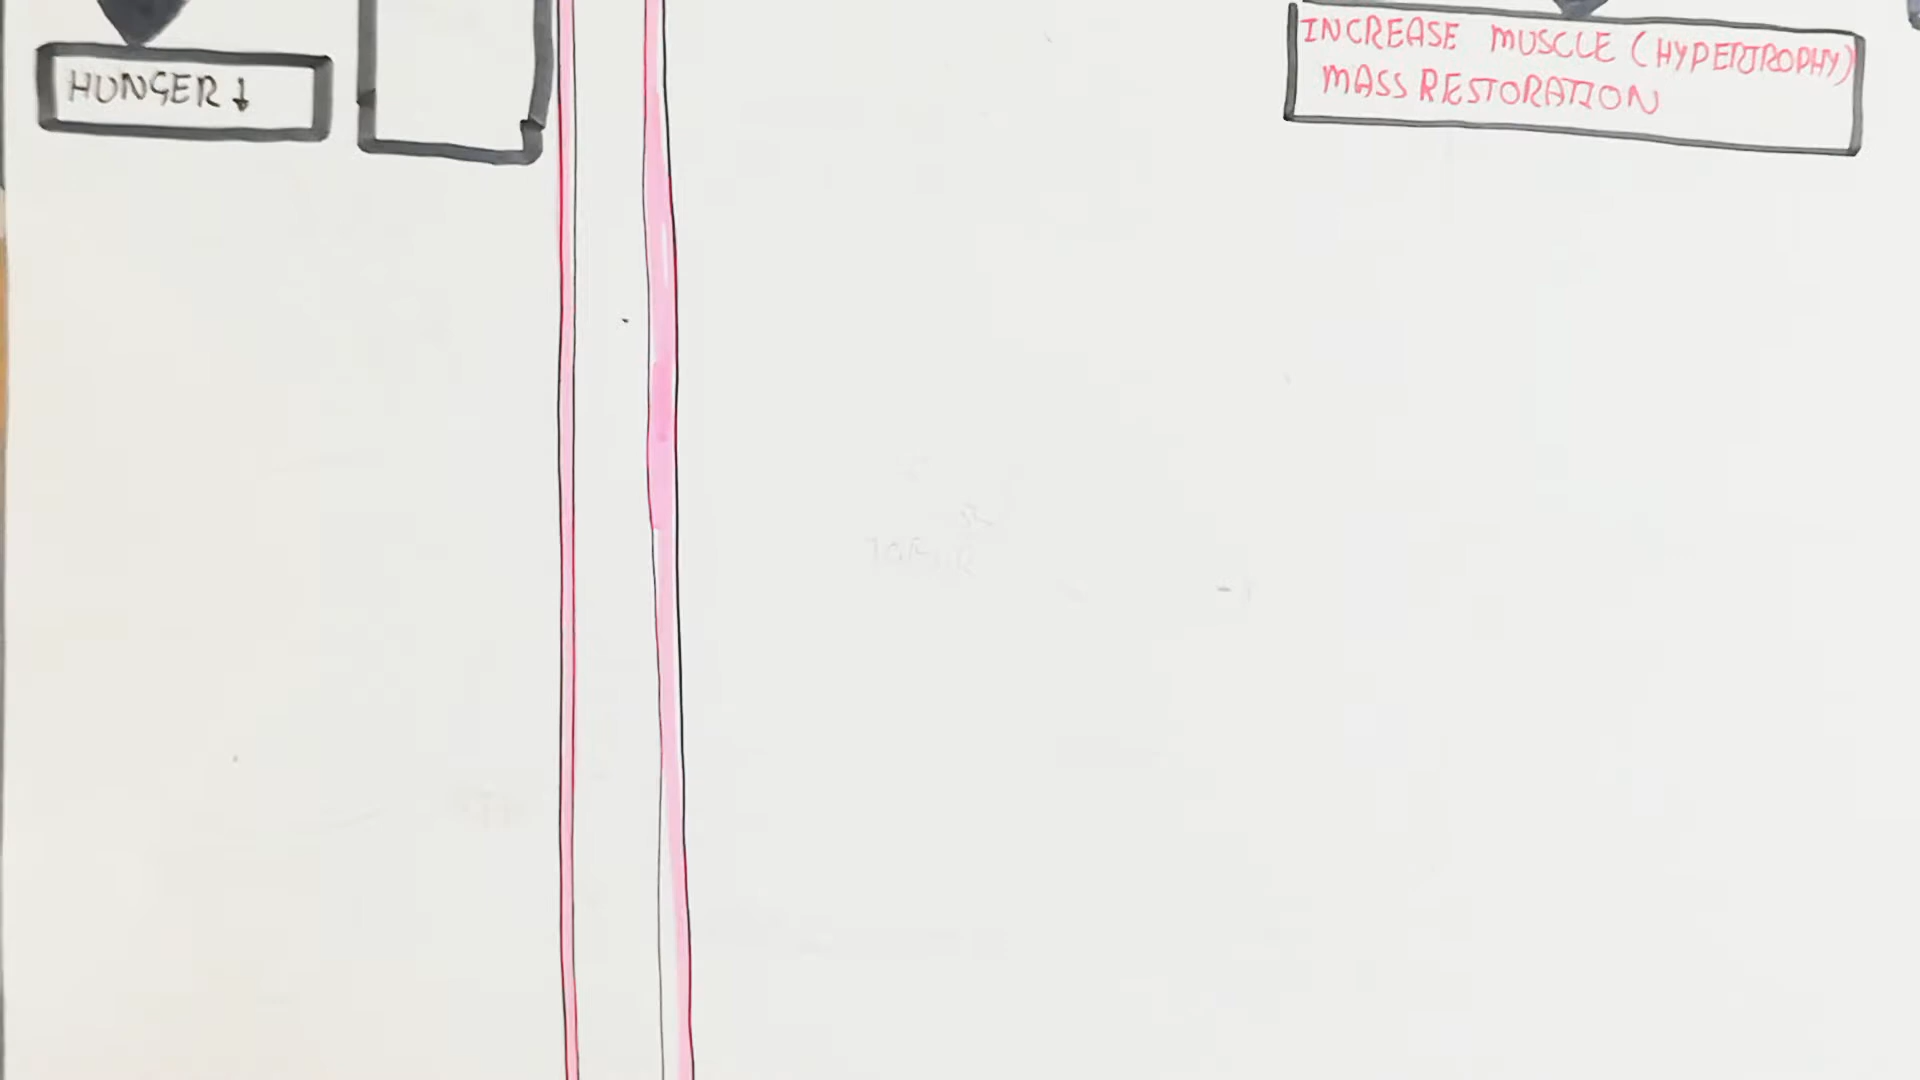 HUNGER ↓
INCREASE MUSCLE (HYPERTROPHY)
MASS RESTORATION